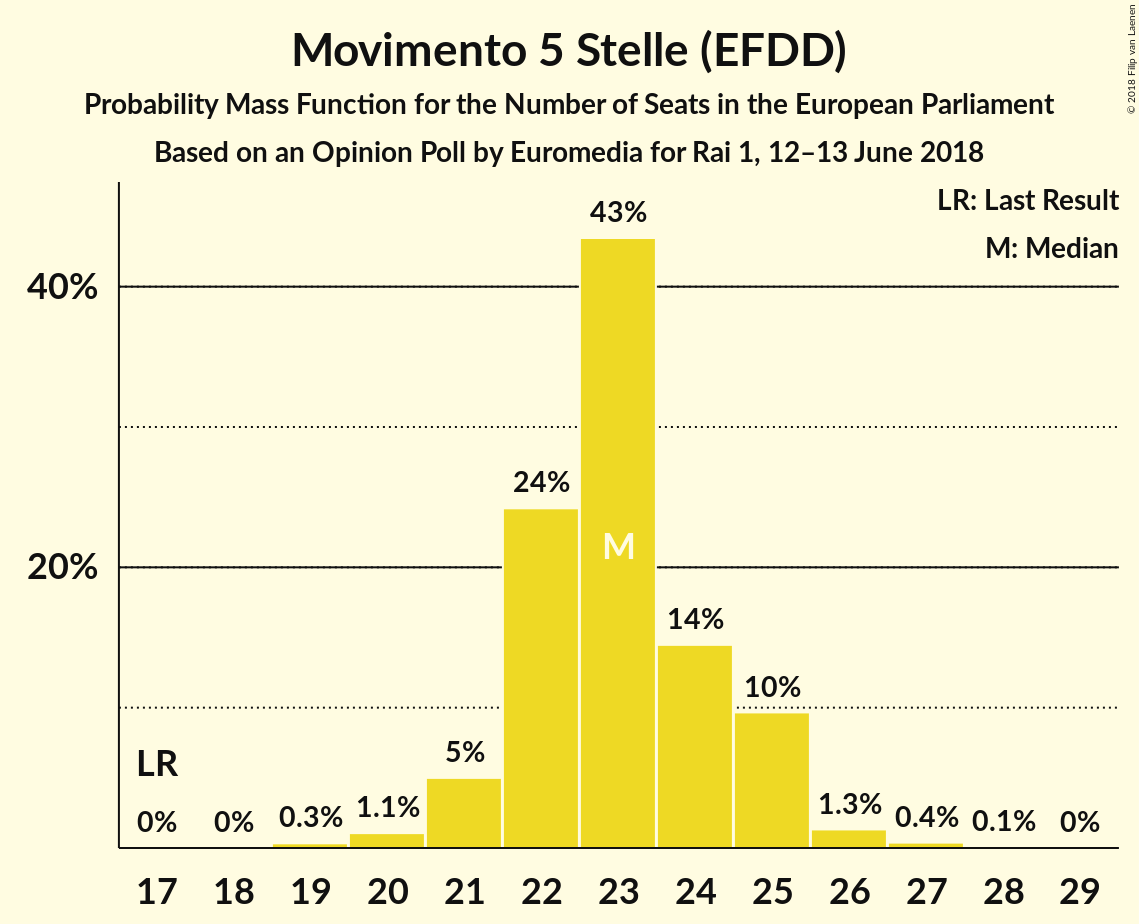 Movimento 5 Stelle (EFDD)
Probability Mass Function for the Number of Seats in the European Parliament
Based on an Opinion Poll by Euromedia for Rai 1, 12–13 June 2018
© 2018 Filip van Laenen
LR: Last Result
M: Median
43%
40%
24%
M
20%
14%
10%
LR
5%
0% 0% 0.3% 1.1% 1.3% 0.4% 0.1% 0%
17 18 19 20 21 22 23 24 25 26 27 28 29